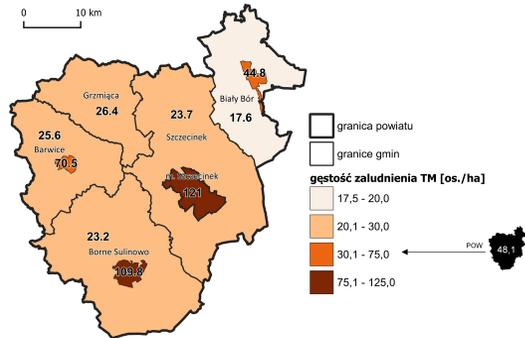 0 10 km
44.8
Biały Bór
17.6
Grzmiąca
26.4
23.7
Szczecinek
25.6
Barwice
70.5
m. Szczecinek
121
23.2
Borne Sulinowo
109.8
granica powiatu
granice gmin
gęstość zaludnienia TM [os./ha]
17,5 - 20,0
20,1 - 30,0
30,1 - 75,0
75,1 - 125,0
POW
48,1